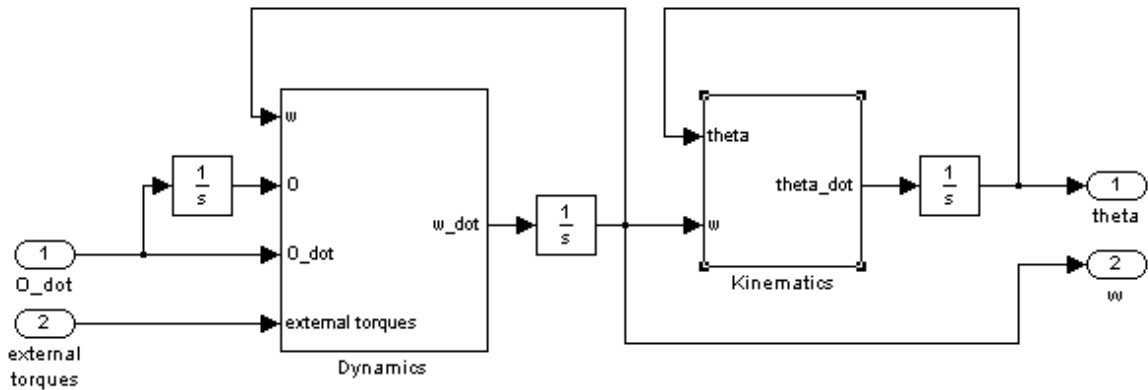 w
theta
1
s
O
theta_dot
1
s
1
theta
w_dot
1
s
w
1
O_dot
O_dot
2
w
Kinematics
2
external
torques
external torques
Dynamics